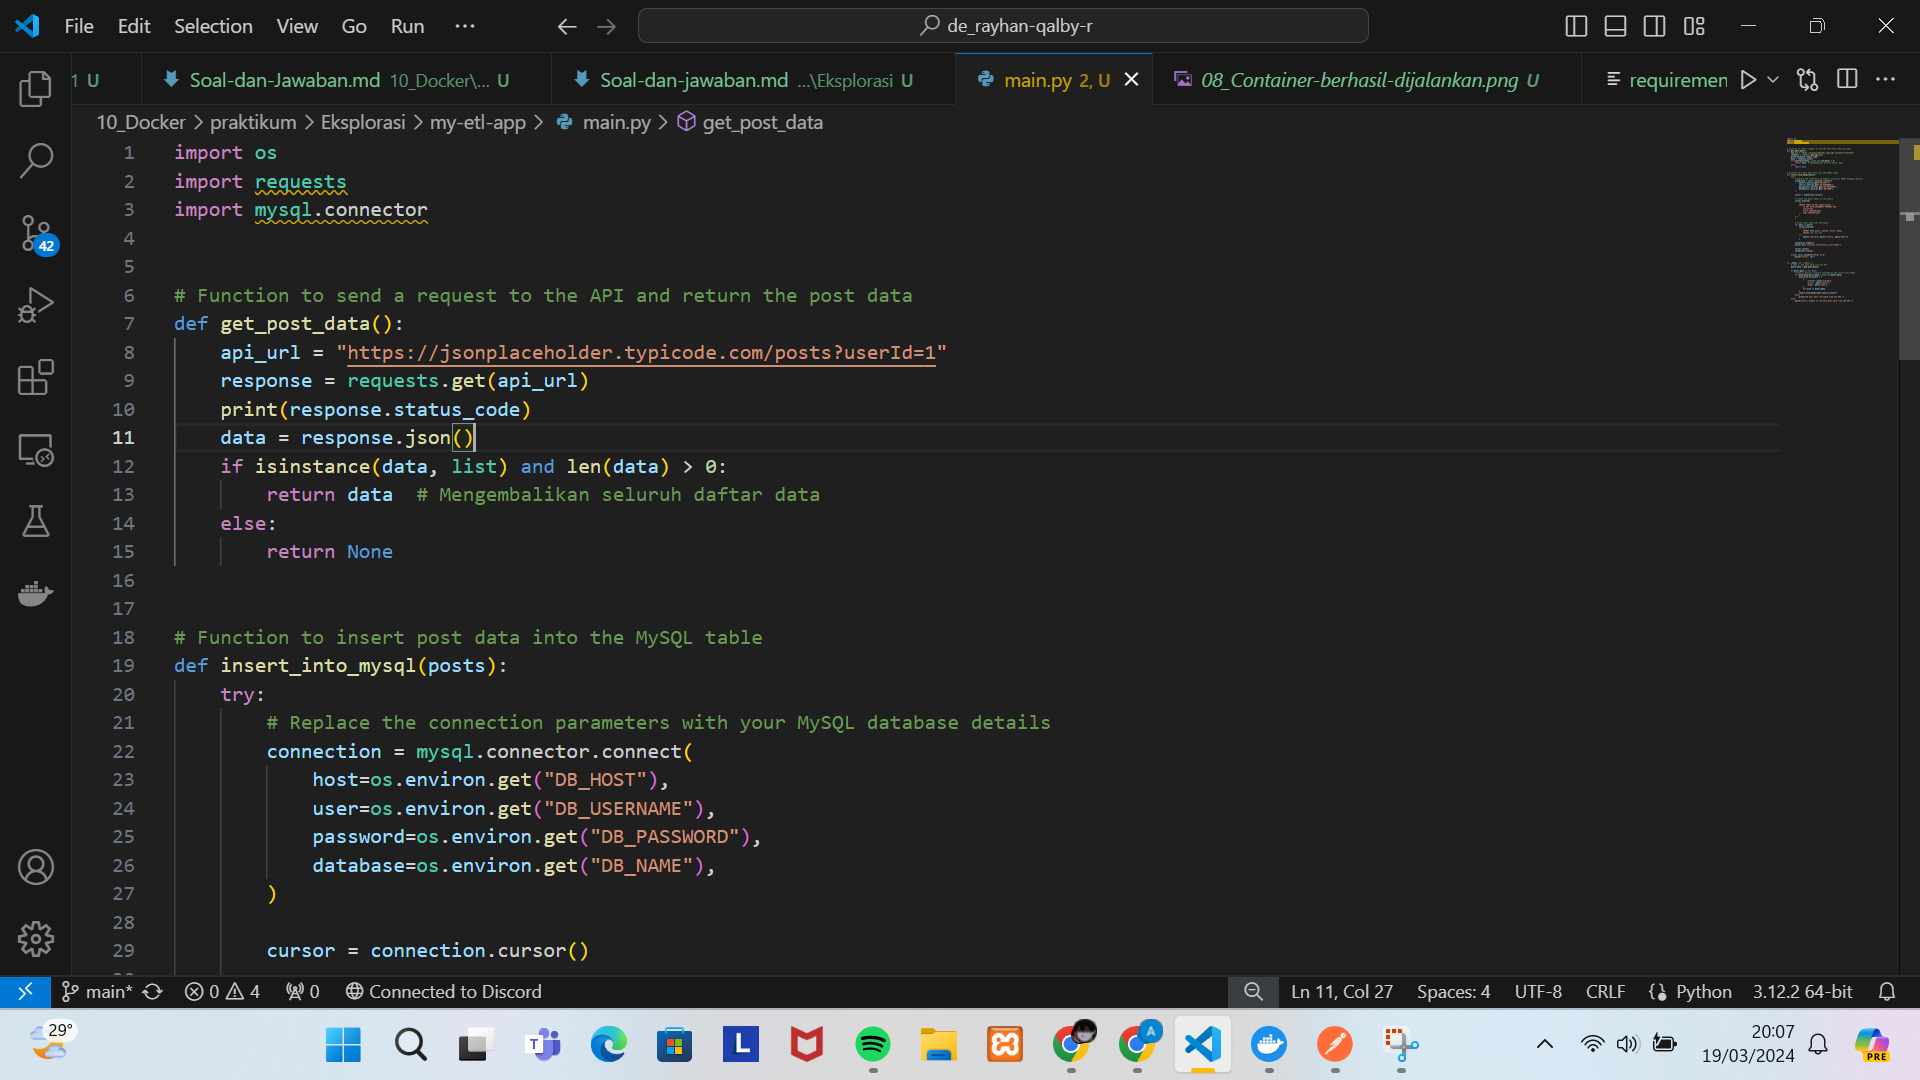 File Edit Selection View Go Run ··· de_rayhan-qalby-r
1 U Soal-dan-Jawaban.md 10_Docker\... U Soal-dan-jawaban.md ...\Eksplorasi U main.py 2, U 08_Container-berhasil-dijalankan.png U requiremen
10_Docker > praktikum > Eksplorasi > my-etl-app > main.py > get_post_data
1 import os
2 import requests
3 import mysql.connector
4
5
6 # Function to send a request to the API and return the post data
7 def get_post_data():
8 api_url = "https://jsonplaceholder.typicode.com/posts?userId=1"
9 response = requests.get(api_url)
10 print(response.status_code)
11 data = response.json()
12 if isinstance(data, list) and len(data) > 0:
13 return data # Mengembalikan seluruh daftar data
14 else:
15 return None
16
17
18 # Function to insert post data into the MySQL table
19 def insert_into_mysql(posts):
20 try:
21 # Replace the connection parameters with your MySQL database details
22 connection = mysql.connector.connect(
23 host=os.environ.get("DB_HOST"),
24 user=os.environ.get("DB_USERNAME"),
25 password=os.environ.get("DB_PASSWORD"),
26 database=os.environ.get("DB_NAME"),
27 )
28
29 cursor = connection.cursor()
42
main* 0 4 0 Connected to Discord Ln 11, Col 27 Spaces: 4 UTF-8 CRLF Python 3.12.2 64-bit
29° 20:07
19/03/2024
PRE